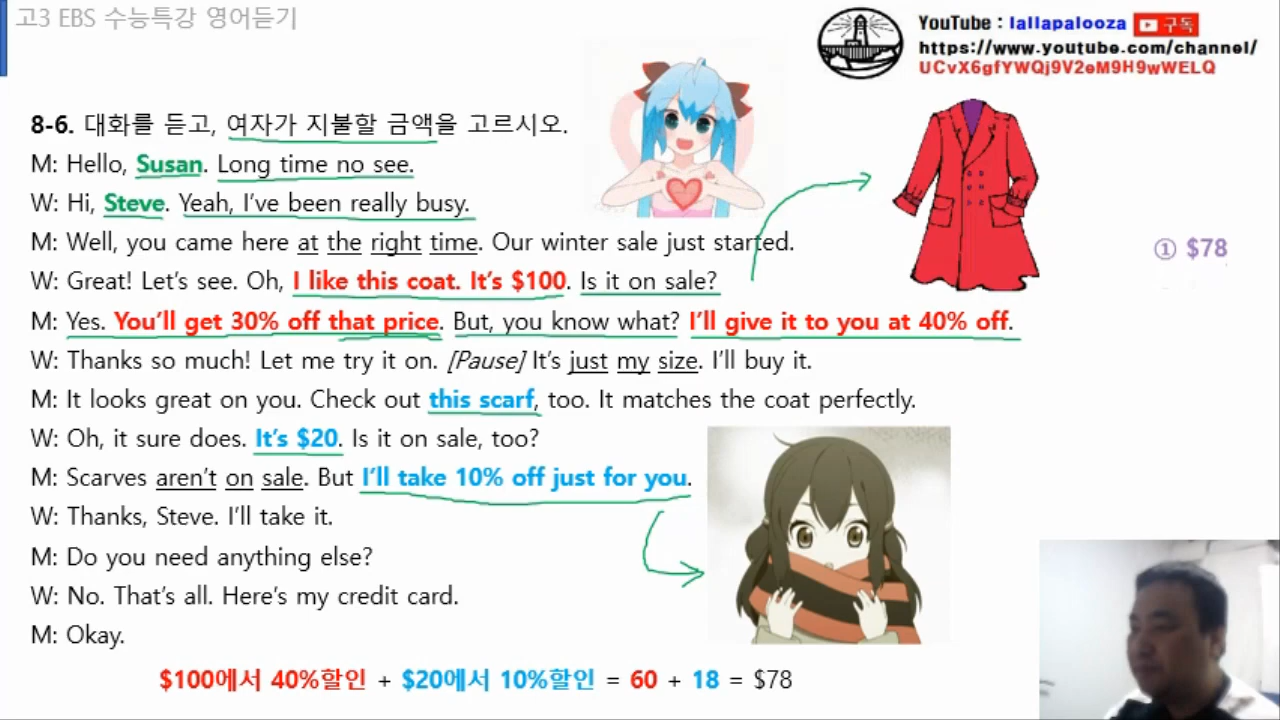 고3 EBS 수능특강 영어듣기
YouTube : lallapalooza 구독
https://www.youtube.com/channel/
UCvX6gfYWQj9V2eM9H9wWELQ
8-6. 대화를 듣고, 여자가 지불할 금액을 고르시오.
M: Hello, Susan. Long time no see.
W: Hi, Steve. Yeah, I've been really busy.
M: Well, you came here at the right time. Our winter sale just started.
① $78
W: Great! Let's see. Oh, I like this coat. It's $100. Is it on sale?
M: Yes. You'll get 30% off that price. But, you know what? I'll give it to you at 40% off.
W: Thanks so much! Let me try it on. [Pause] It's just my size. I'll buy it.
M: It looks great on you. Check out this scarf, too. It matches the coat perfectly.
W: Oh, it sure does. It's $20. Is it on sale, too?
M: Scarves aren't on sale. But I'll take 10% off just for you.
W: Thanks, Steve. I'll take it.
M: Do you need anything else?
W: No. That's all. Here's my credit card.
M: Okay.
$100에서 40%할인 + $20에서 10%할인 = 60 + 18 = $78